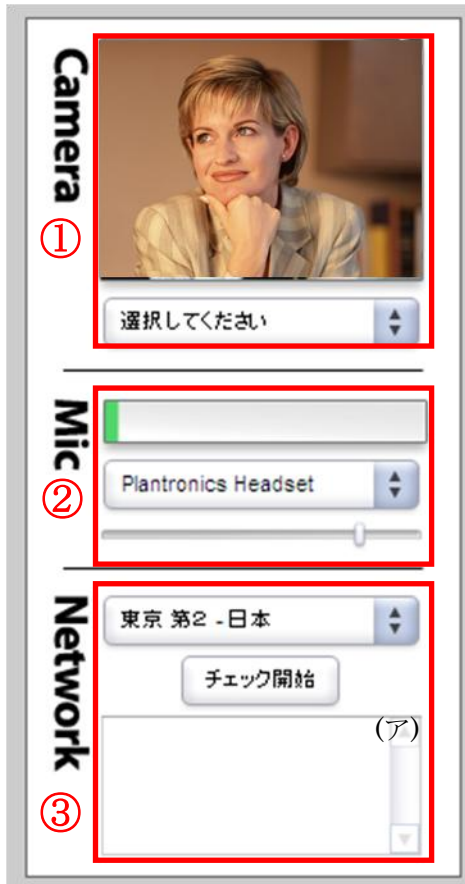 Camera
①
選択してください
Mic
②
Plantronics Headset
Network
③
東京 第2 -日本
チェック開始
(ア)